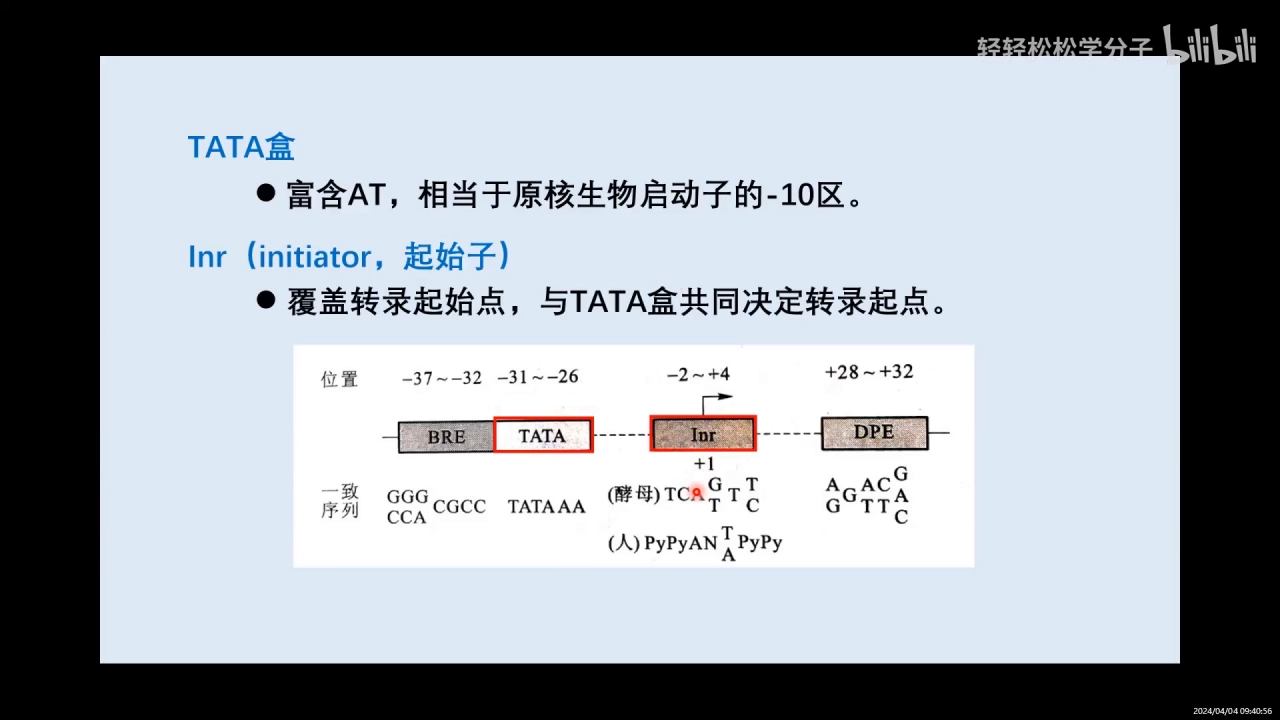 轻轻松松学分子 bilibili
TATA盒
● 富含AT，相当于原核生物启动子的-10区。
Inr（initiator，起始子）
● 覆盖转录起始点，与TATA盒共同决定转录起点。
位置 −37～−32 −31～−26 −2～+4 +28～+32
BRE TATA Inr DPE
+1
一致
序列
GGG
CCA
CGCC
TATAAA
(酵母) TCA G T T
T C
A G AC G
G TT A
C
(人) PyPyAN T PyPy
A
2024/04/04 09:40:56